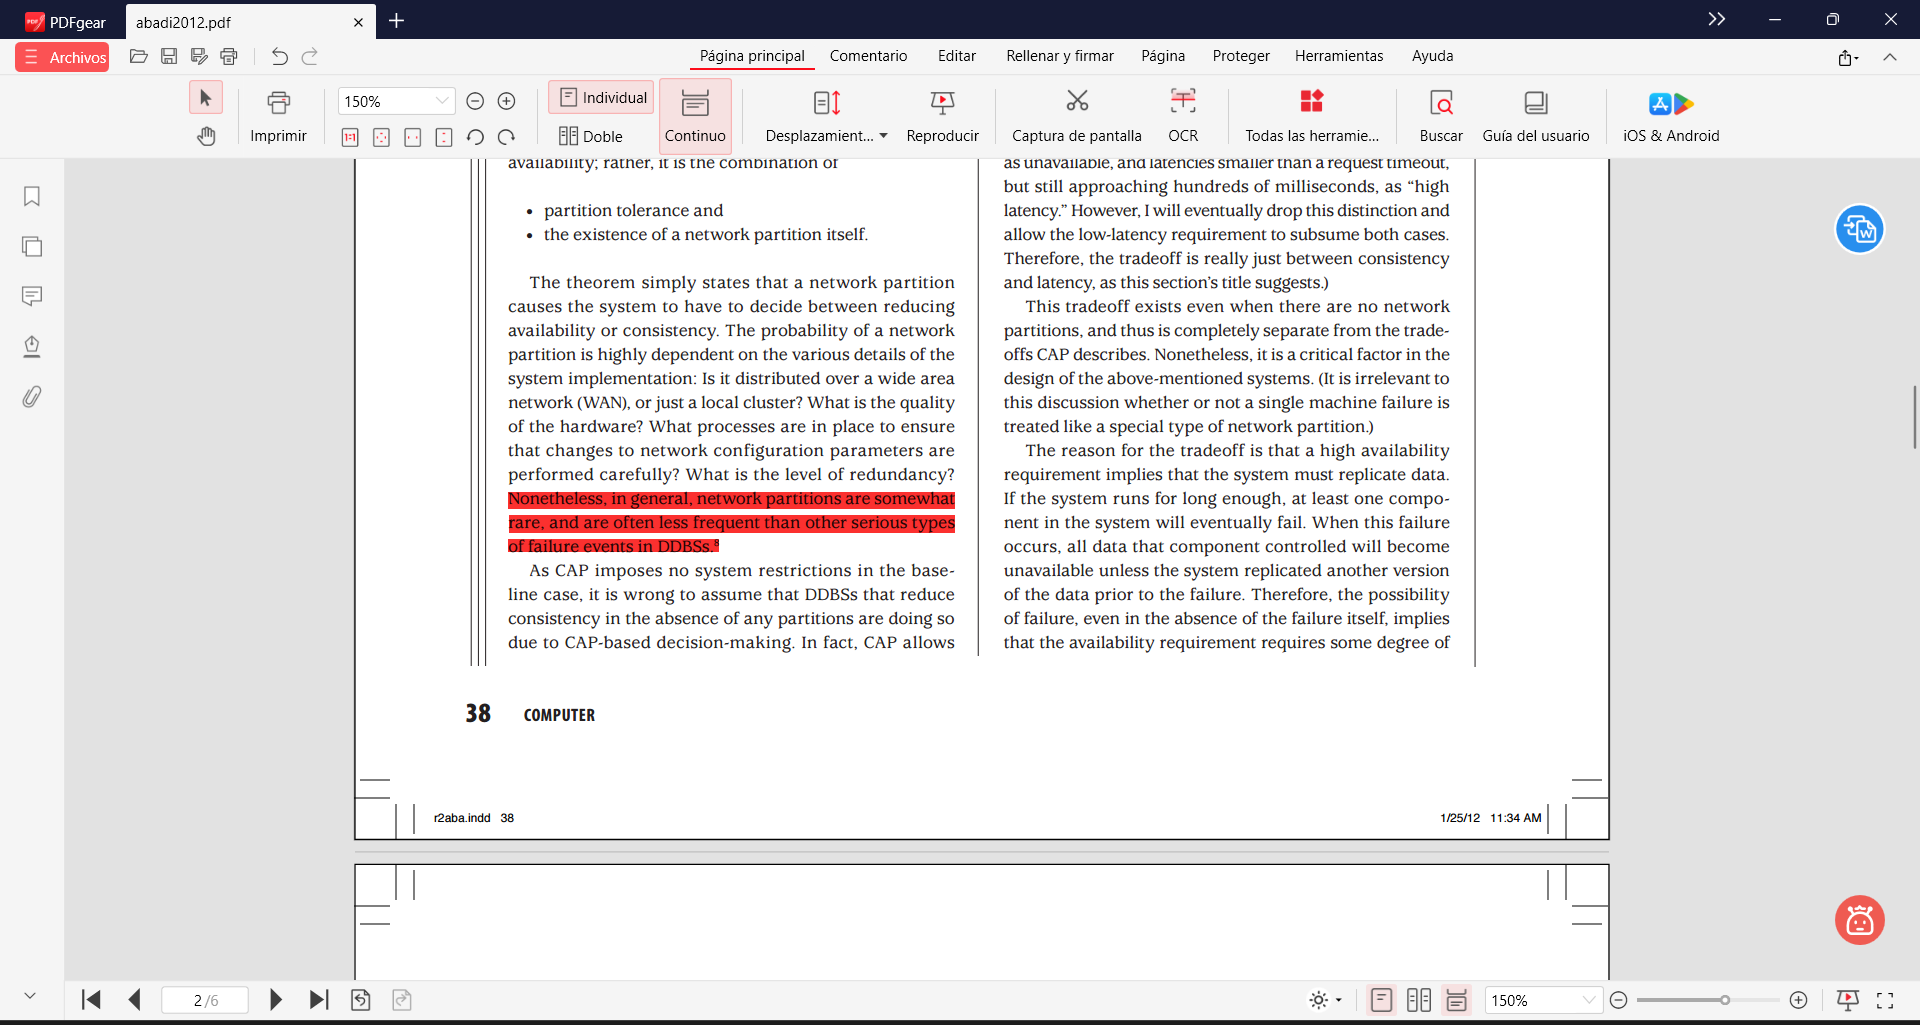 PDFgear
abadi2012.pdf
Archivos
Página principal
Comentario
Editar
Rellenar y firmar
Página
Proteger
Herramientas
Ayuda
Imprimir
150%
1:1
Individual
Doble
Continuo
Desplazamient...
Reproducir
Captura de pantalla
OCR
Todas las herramie...
Buscar
Guía del usuario
iOS & Android
availability; rather, it is the combination of
• partition tolerance and
• the existence of a network partition itself.
The theorem simply states that a network partition
causes the system to have to decide between reducing
availability or consistency. The probability of a network
partition is highly dependent on the various details of the
system implementation: Is it distributed over a wide area
network (WAN), or just a local cluster? What is the quality
of the hardware? What processes are in place to ensure
that changes to network configuration parameters are
performed carefully? What is the level of redundancy?
Nonetheless, in general, network partitions are somewhat
rare, and are often less frequent than other serious types
of failure events in DDBSs.⁸
As CAP imposes no system restrictions in the base-
line case, it is wrong to assume that DDBSs that reduce
consistency in the absence of any partitions are doing so
due to CAP-based decision-making. In fact, CAP allows
as unavailable, and latencies smaller than a request timeout,
but still approaching hundreds of milliseconds, as “high
latency.” However, I will eventually drop this distinction and
allow the low-latency requirement to subsume both cases.
Therefore, the tradeoff is really just between consistency
and latency, as this section’s title suggests.)
This tradeoff exists even when there are no network
partitions, and thus is completely separate from the trade-
offs CAP describes. Nonetheless, it is a critical factor in the
design of the above-mentioned systems. (It is irrelevant to
this discussion whether or not a single machine failure is
treated like a special type of network partition.)
The reason for the tradeoff is that a high availability
requirement implies that the system must replicate data.
If the system runs for long enough, at least one compo-
nent in the system will eventually fail. When this failure
occurs, all data that component controlled will become
unavailable unless the system replicated another version
of the data prior to the failure. Therefore, the possibility
of failure, even in the absence of the failure itself, implies
that the availability requirement requires some degree of
38 COMPUTER
r2aba.indd 38
1/25/12 11:34 AM
2 /6
150%